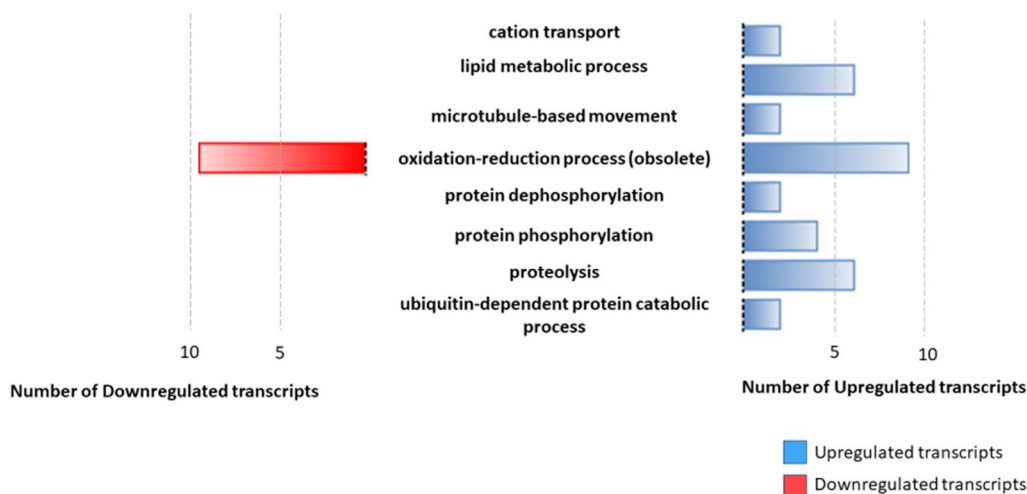 cation transport
lipid metabolic process
microtubule-based movement
oxidation-reduction process (obsolete)
protein dephosphorylation
protein phosphorylation
proteolysis
ubiquitin-dependent protein catabolic
process
10
5
5
10
Number of Downregulated transcripts
Number of Upregulated transcripts
Upregulated transcripts
Downregulated transcripts